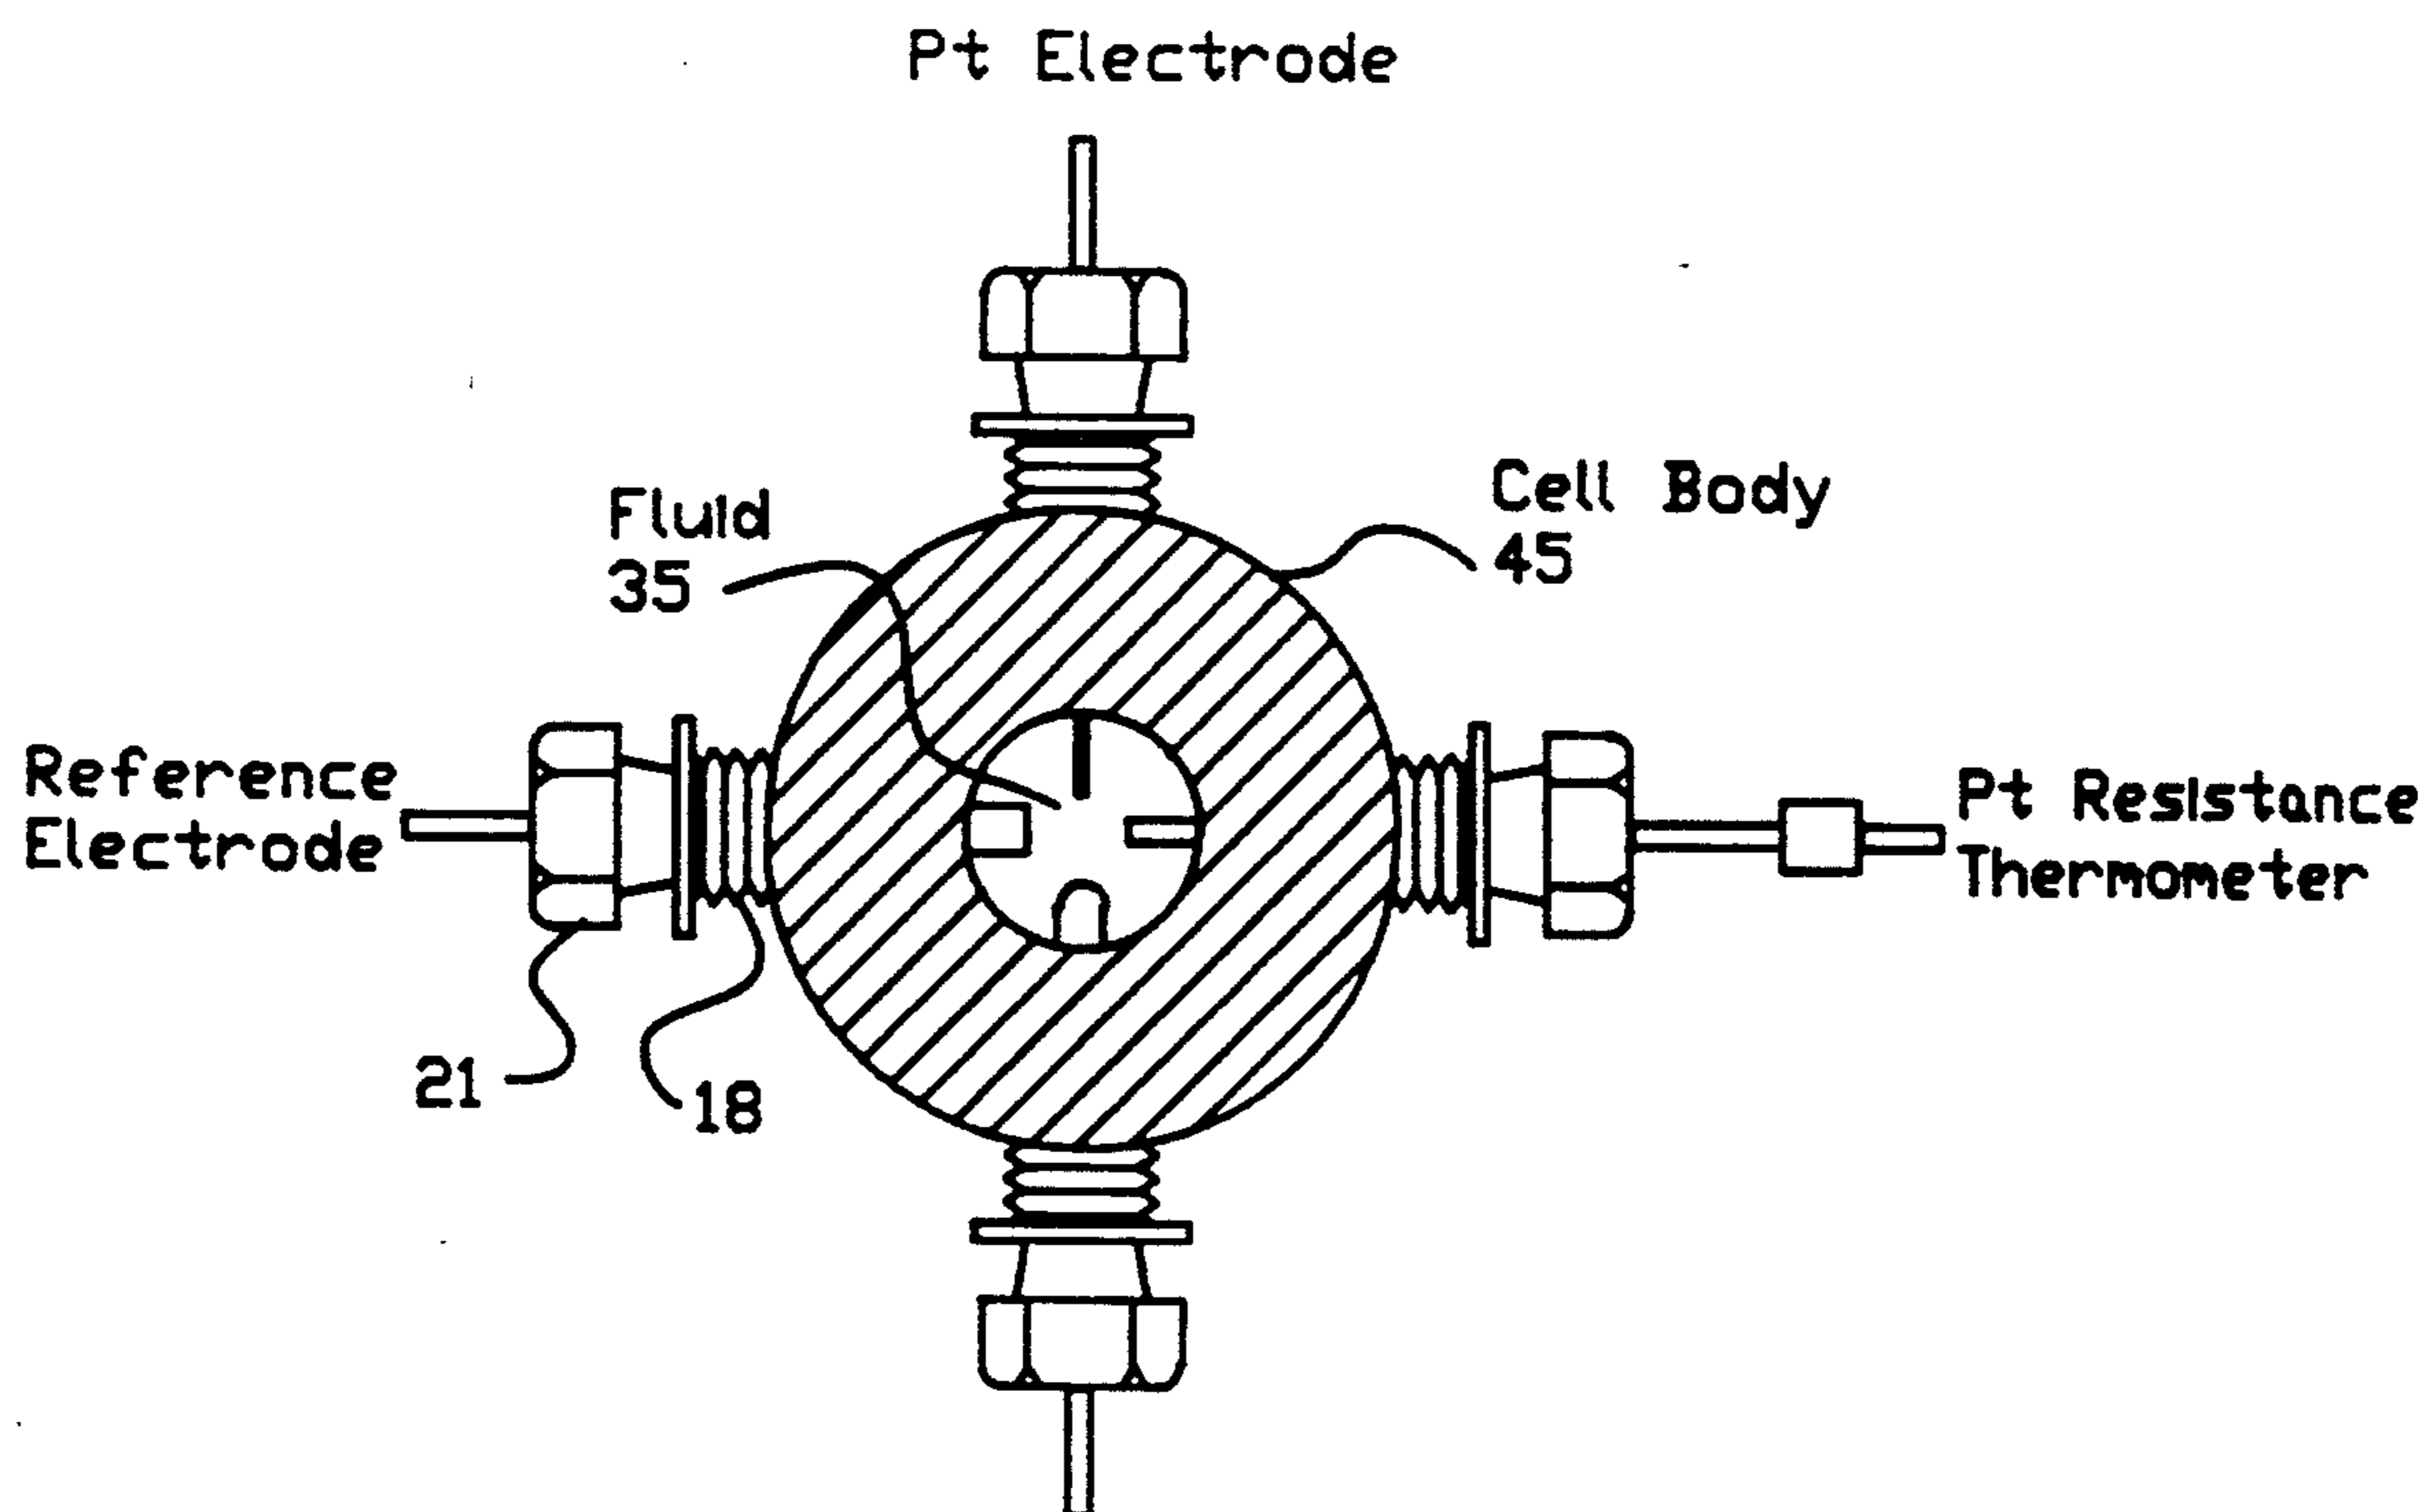 Pt Electrode
Fluid
35
Cell Body
45
Reference
Electrode
Pt Resistance
Thermometer
21
18